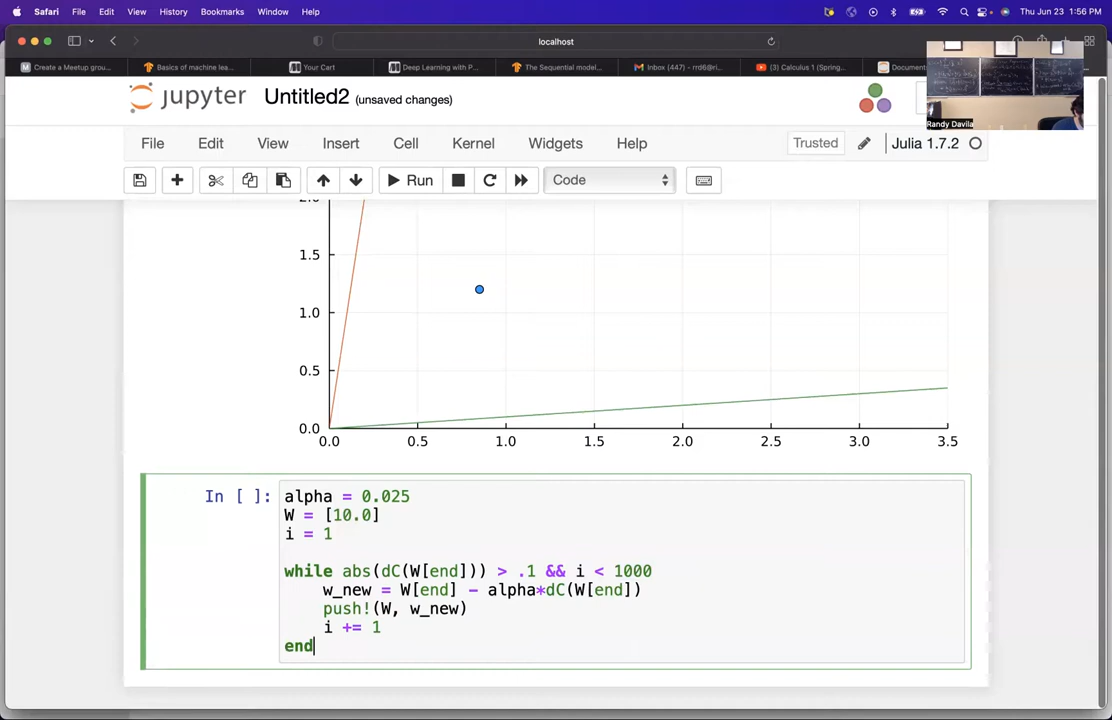 Safari File Edit View History Bookmarks Window Help Thu Jun 23 1:56 PM
localhost
Create a Meetup grou... Basics of machine lea... Your Cart Deep Learning with P... The Sequential model... Inbox (447) - rrd6@ri... (3) Calculus 1 (Spring... Document
jupyter Untitled2 (unsaved changes)
Randy Davila
File Edit View Insert Cell Kernel Widgets Help Trusted Julia 1.7.2
Run Code
2.0
1.5
1.0
0.5
0.0
0.0 0.5 1.0 1.5 2.0 2.5 3.0 3.5
In [ ]: alpha = 0.025
W = [10.0]
i = 1
while abs(dC(W[end])) > .1 && i < 1000
w_new = W[end] - alpha*dC(W[end])
push!(W, w_new)
i += 1
end